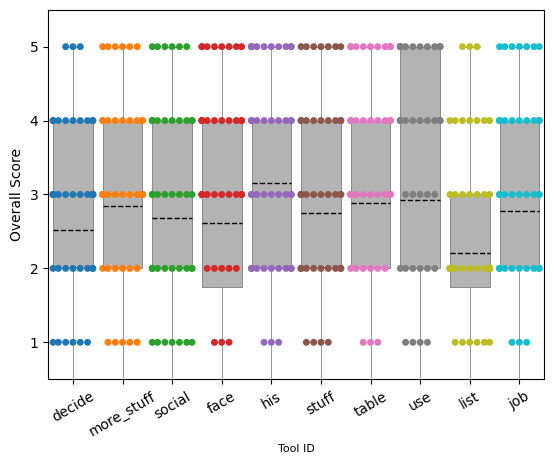 5
4
3
2
1
Overall Score
decide
more_stuff
social
face
his
stuff
table
use
list
job
Tool ID